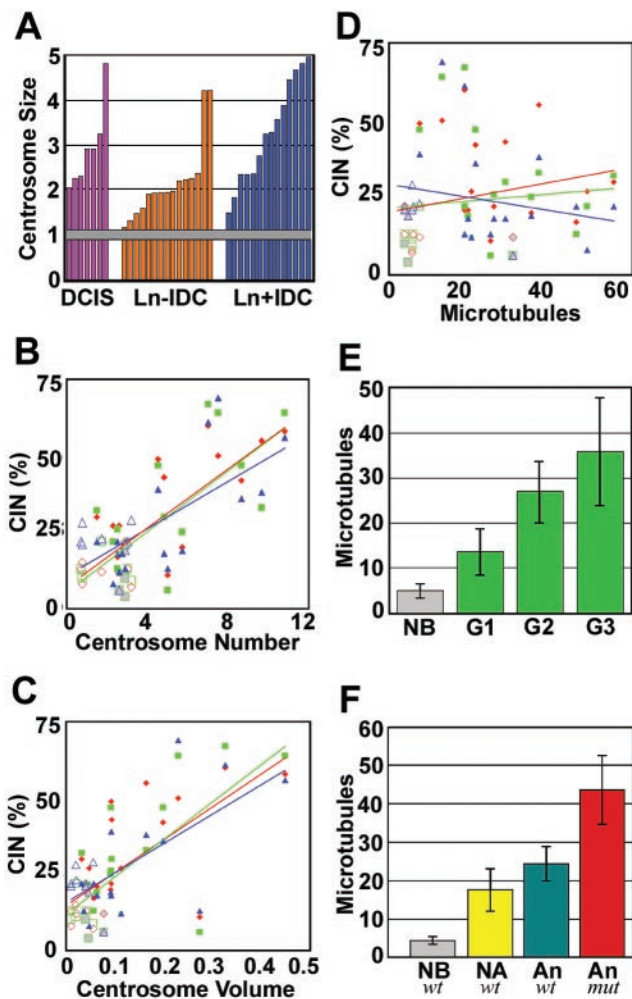 A
Centrosome Size
5
4
3
2
1
0
DCIS Ln-IDC Ln+IDC
B
CIN (%)
75
50
25
0
0 4 8 12
Centrosome Number
C
CIN (%)
75
50
25
0
0 0.1 0.2 0.3 0.4 0.5
Centrosome Volume
D
CIN (%)
75
50
25
0
0 20 40 60
Microtubules
E
Microtubules
50
40
30
20
10
0
NB G1 G2 G3
F
Microtubules
60
50
40
30
20
10
0
NB NA An An
wt wt wt mut